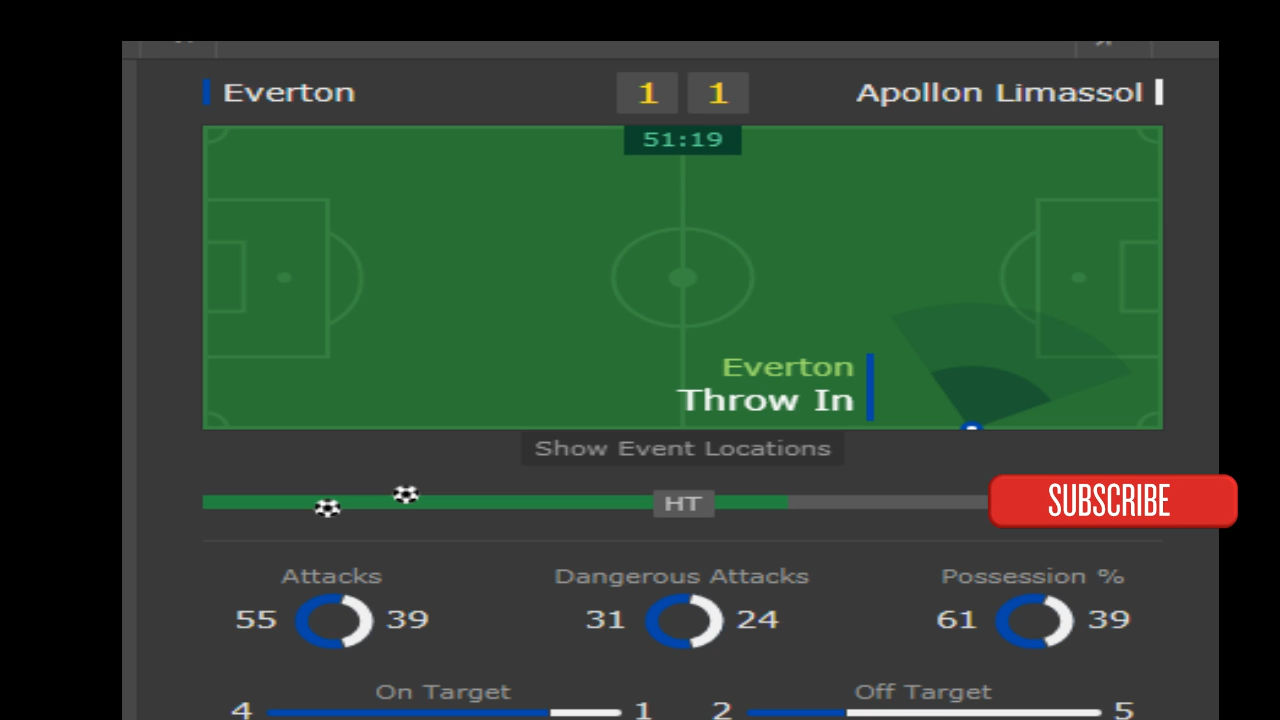 Everton 1 1 Apollon Limassol
51:19
Everton
Throw In
Show Event Locations
HT
SUBSCRIBE
Attacks Dangerous Attacks Possession %
55 39 31 24 61 39
On Target Off Target
4 1 2 5